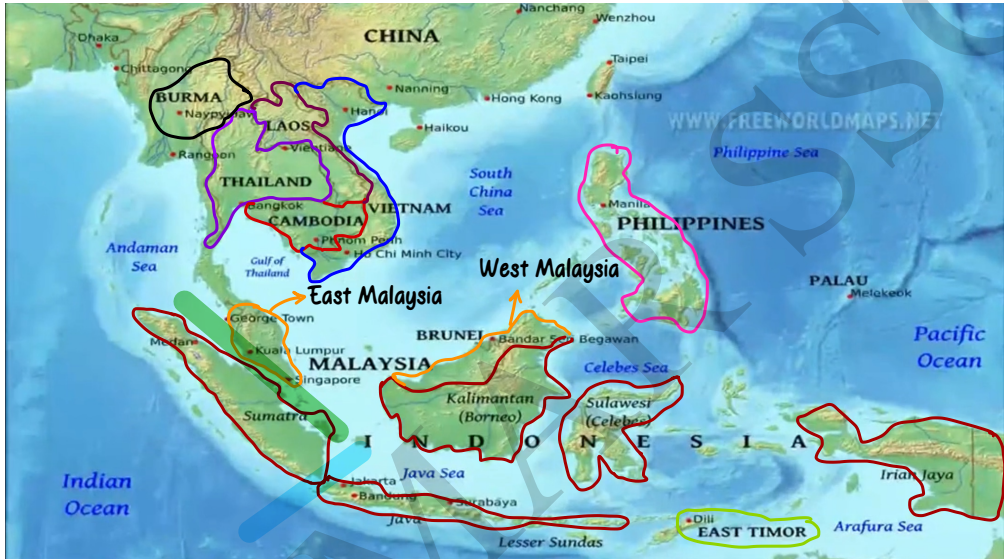 Nanchang
Wenzhou
Dhaka
CHINA
Taipei
Chittagong
Nanning
Hong Kong
Kaohsiung
BURMA
Hanoi
WWW.FREEWORLDMAPS.NET
LAOS
Haikou
Rangoon
Vientiane
Philippine Sea
South
China
Sea
THAILAND
Bangkok
VIETNAM
Manila
CAMBODIA
PHILIPPINES
Phnom Penh
Andaman
Sea
Gulf of
Thailand
Ho Chi Minh City
West Malaysia
PALAU
Melekeok
East Malaysia
George Town
BRUNEI
Bandar Seri Begawan
Pacific
Ocean
Medan
Kuala Lumpur
MALAYSIA
Celebes Sea
Singapore
Kalimantan
(Borneo)
Sulawesi
(Celebes)
Sumatra
INDONESIA
Indian
Ocean
Java Sea
Irian Jaya
Jakarta
Bandung
Surabaya
Java
Dili
EAST TIMOR
Arafura Sea
Lesser Sundas